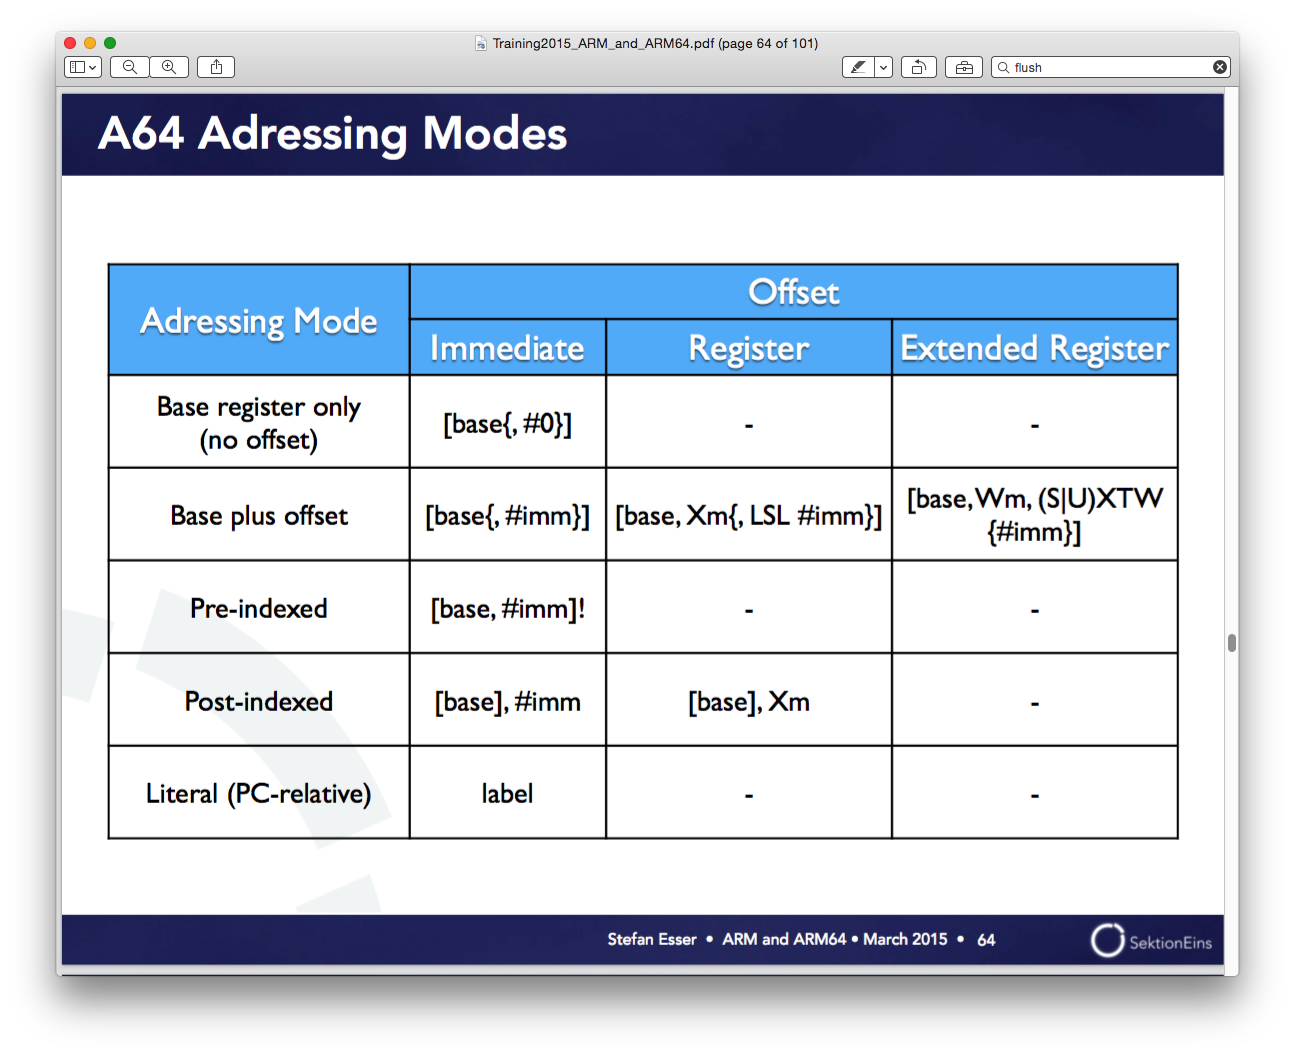 Training2015_ARM_and_ARM64.pdf (page 64 of 101)
flush
A64 Adressing Modes
Adressing Mode
Offset
Immediate
Register
Extended Register
Base register only
(no offset)
[base{, #0}]
-
-
Base plus offset
[base{, #imm}]
[base, Xm{, LSL #imm}]
[base, Wm, (S|U)XTW
{#imm}]
Pre-indexed
[base, #imm]!
-
-
Post-indexed
[base], #imm
[base], Xm
-
Literal (PC-relative)
label
-
-
Stefan Esser • ARM and ARM64 • March 2015 • 64
SektionEins